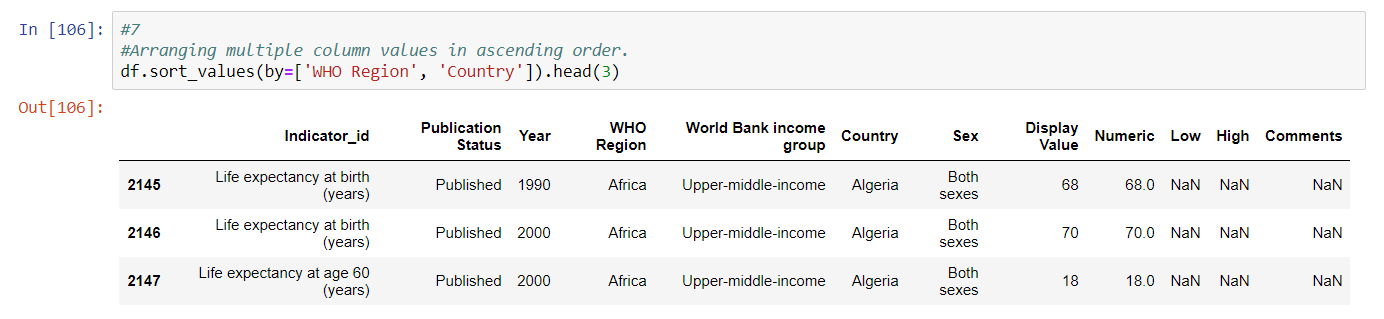 In [106]: #7
#Arranging multiple column values in ascending order.
df.sort_values(by=['WHO Region', 'Country']).head(3)
Out[106]:
Indicator_id Publication Status Year WHO Region World Bank income group Country Sex Display Value Numeric Low High Comments
2145 Life expectancy at birth (years) Published 1990 Africa Upper-middle-income Algeria Both sexes 68 68.0 NaN NaN NaN
2146 Life expectancy at birth (years) Published 2000 Africa Upper-middle-income Algeria Both sexes 70 70.0 NaN NaN NaN
2147 Life expectancy at age 60 (years) Published 2000 Africa Upper-middle-income Algeria Both sexes 18 18.0 NaN NaN NaN